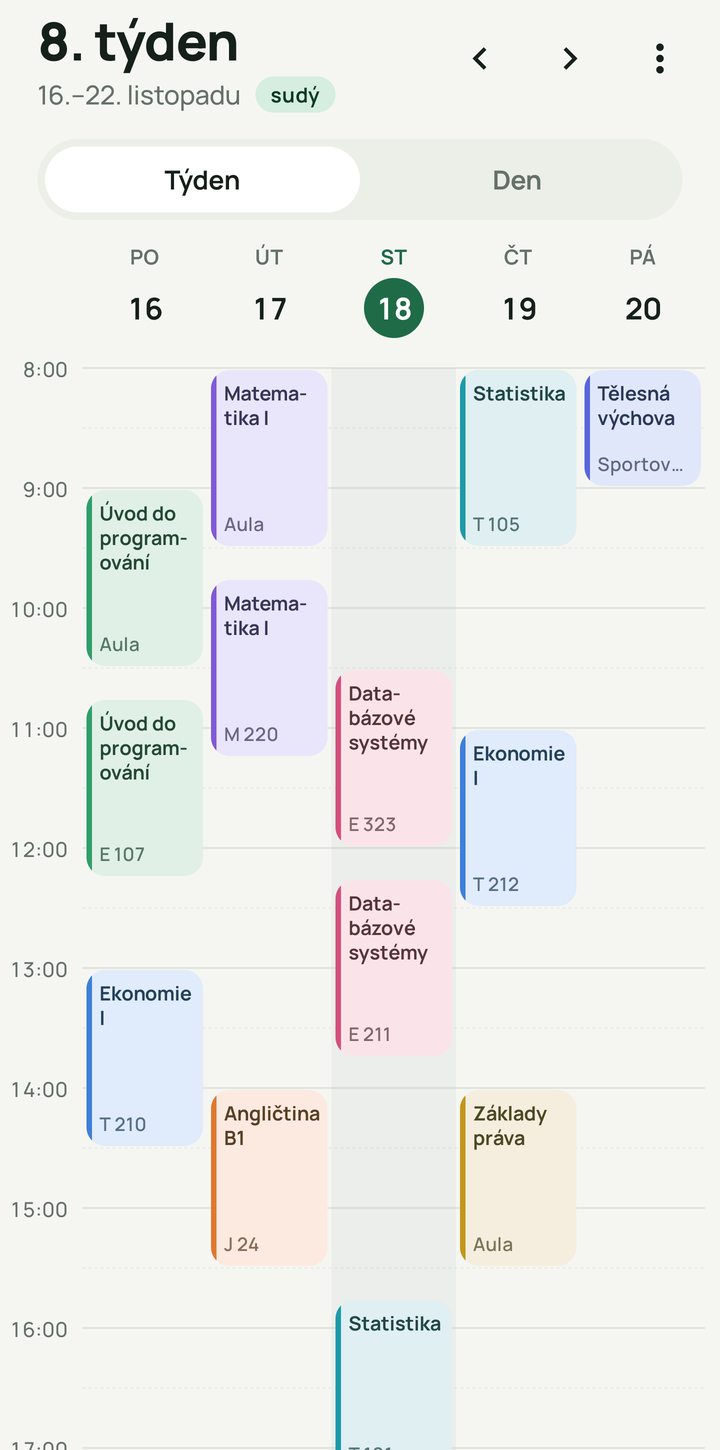 8. týden
16.–22. listopadu sudý
Týden Den
PO ÚT ST ČT PÁ
16 17 18 19 20
8:00
9:00
10:00
11:00
12:00
13:00
14:00
15:00
16:00
17:00
Úvod do
program-
ování
Aula
Úvod do
program-
ování
E 107
Ekonomie
I
T 210
Matema-
tika I
Aula
Matema-
tika I
M 220
Angličtina
B1
J 24
Data-
bázové
systémy
E 323
Data-
bázové
systémy
E 211
Statistika
Statistika
T 105
Ekonomie
I
T 212
Základy
práva
Aula
Tělesná
výchova
Sportov…